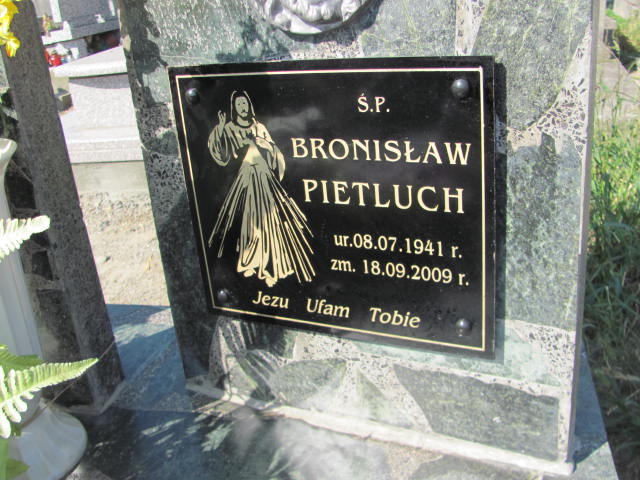 Ś.P.
BRONISŁAW
PIETLUCH
ur.08.07.1941 r.
zm. 18.09.2009 r.
Jezu Ufam Tobie